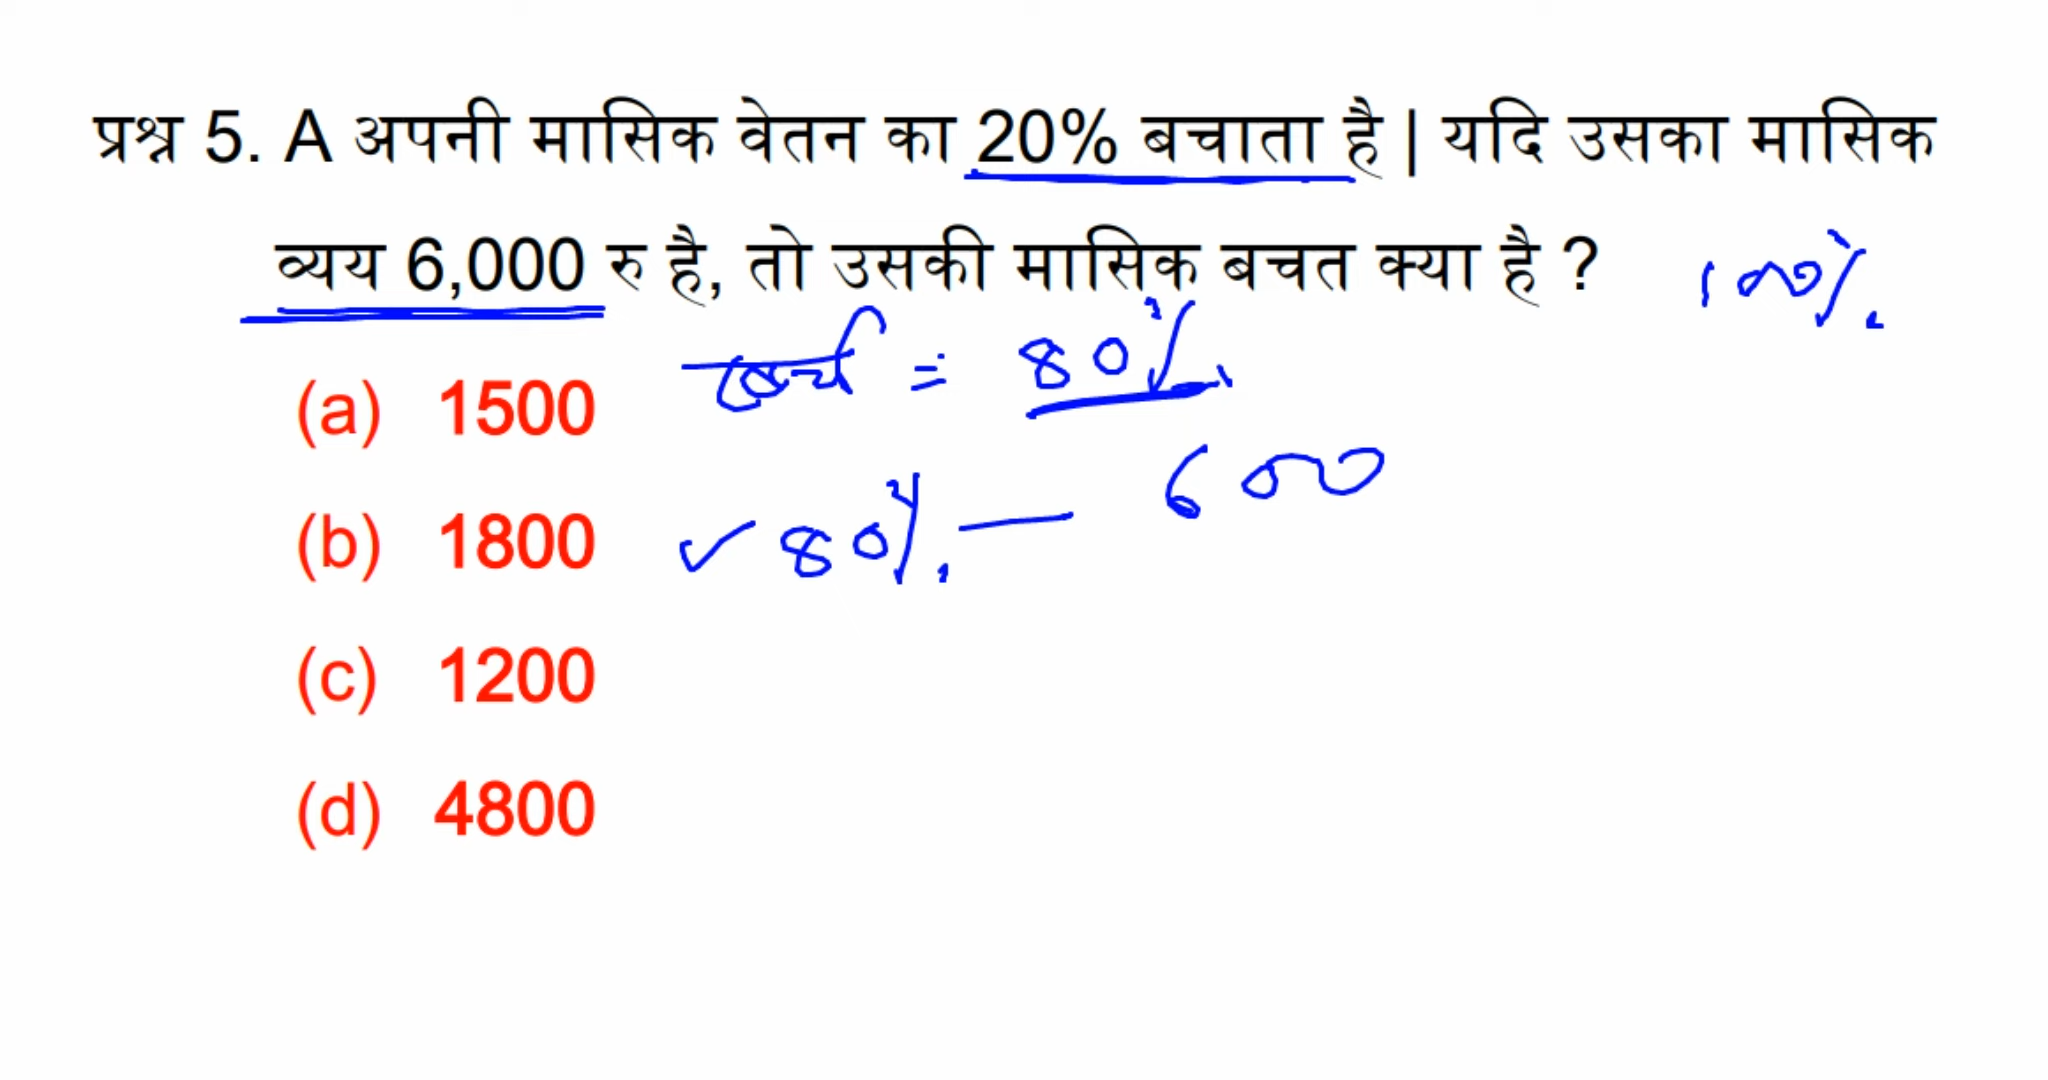 प्रश्न 5. A अपनी मासिक वेतन का 20% बचाता है | यदि उसका मासिक
व्यय 6,000 रु है, तो उसकी मासिक बचत क्या है ?
100%
खर्च = 80%
(a) 1500
80% — 6000
(b) 1800
(c) 1200
(d) 4800